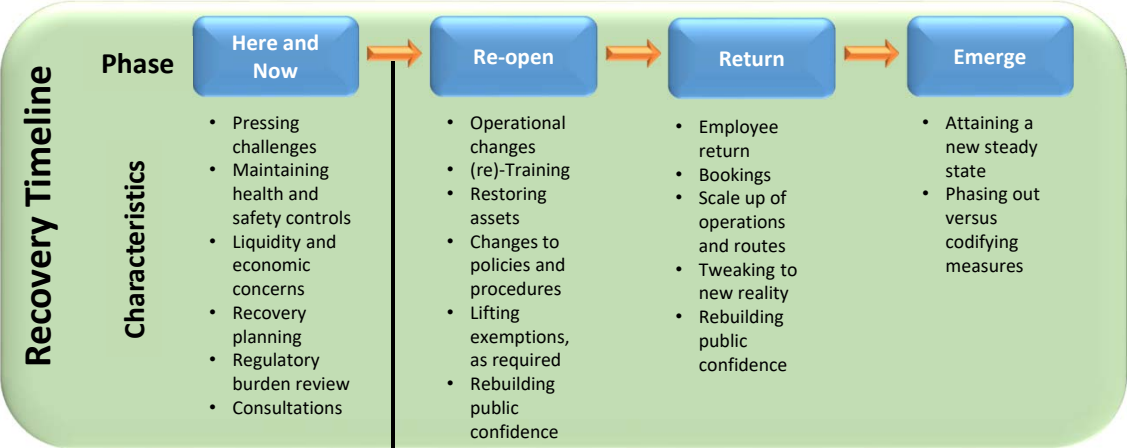 Recovery Timeline
Phase
Characteristics
Here and
Now
• Pressing
challenges
• Maintaining
health and
safety controls
• Liquidity and
economic
concerns
• Recovery
planning
• Regulatory
burden review
• Consultations
Re-open
• Operational
changes
• (re)-Training
• Restoring
assets
• Changes to
policies and
procedures
• Lifting
exemptions,
as required
• Rebuilding
public
confidence
Return
• Employee
return
• Bookings
• Scale up of
operations
and routes
• Tweaking to
new reality
• Rebuilding
public
confidence
Emerge
• Attaining a
new steady
state
• Phasing out
versus
codifying
measures